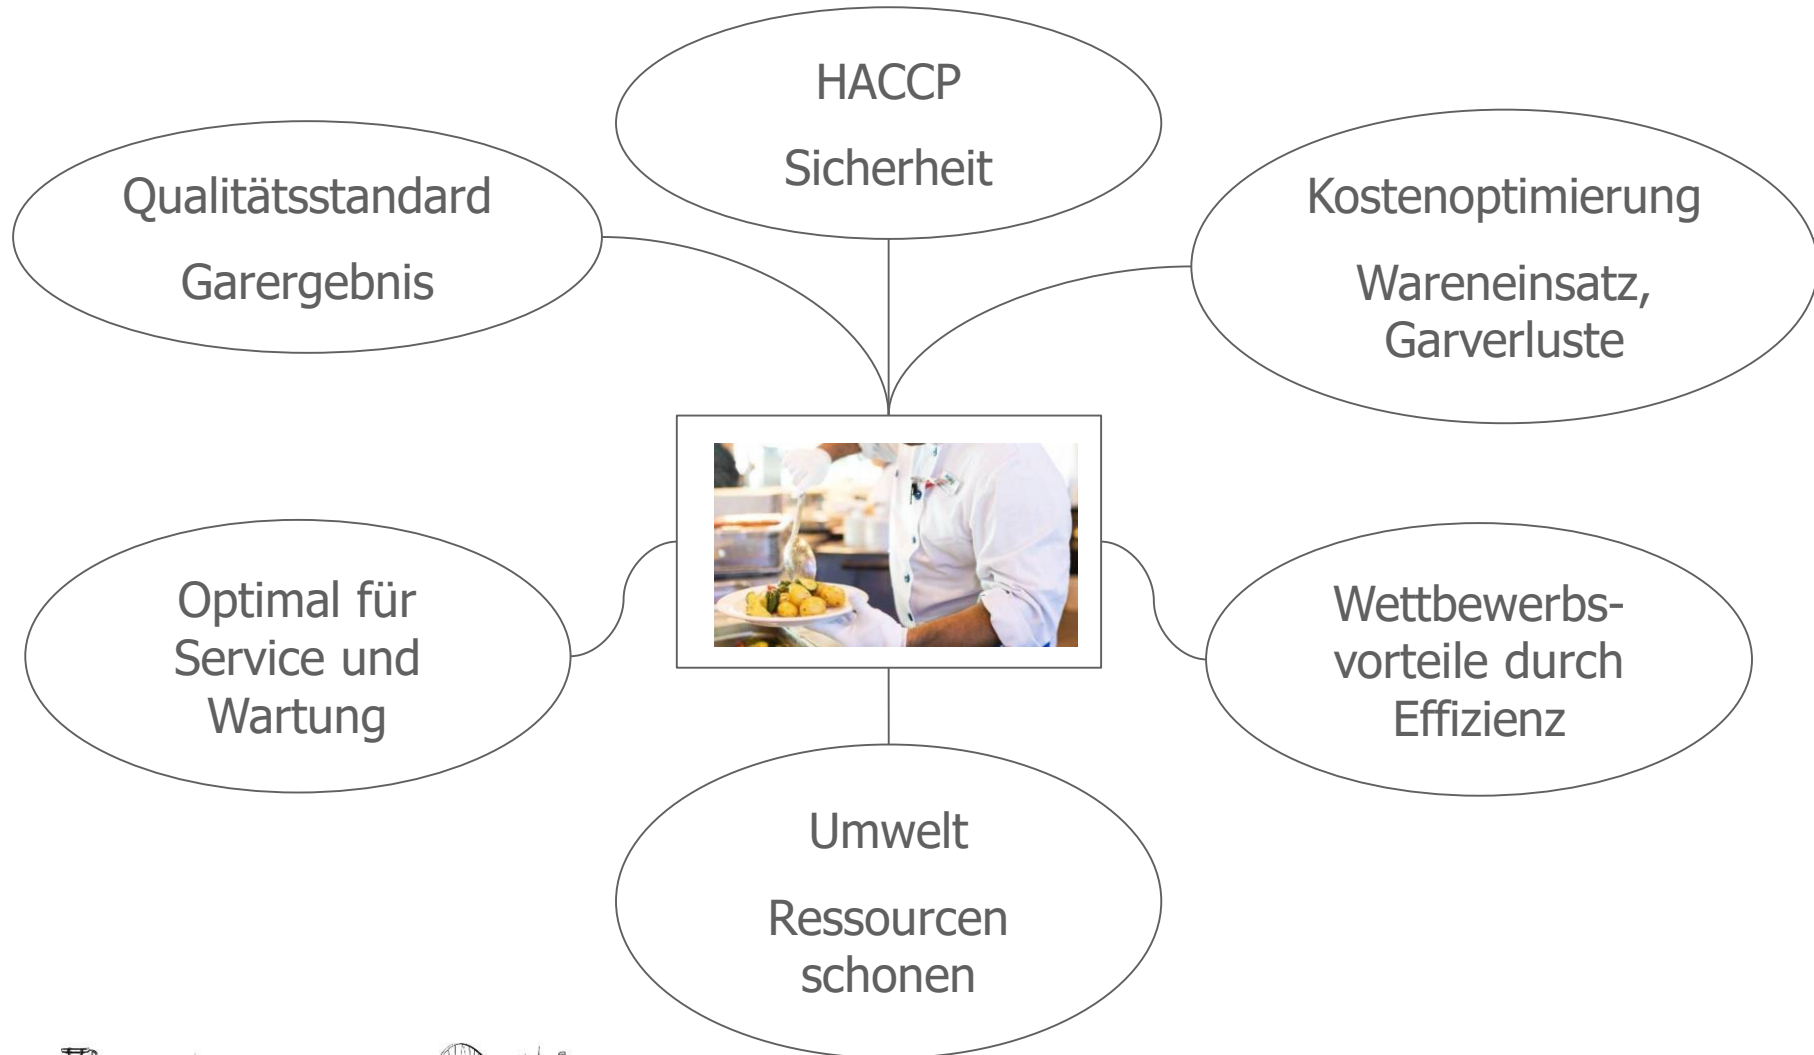 HACCP
Sicherheit
Qualitätsstandard
Garergebnis
Kostenoptimierung
Wareneinsatz,
Garverluste
Optimal für
Service und
Wartung
Wettbewerbs-
vorteile durch
Effizienz
Umwelt
Ressourcen
schonen